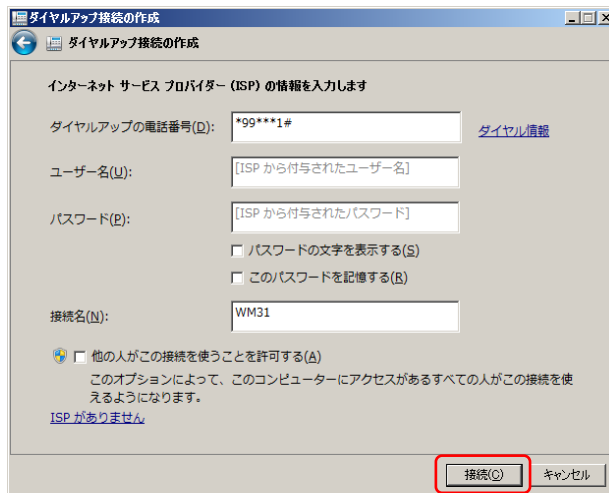 ダイヤルアップ接続の作成
ダイヤルアップ接続の作成
インターネット サービス プロバイダー (ISP) の情報を入力します
ダイヤルアップの電話番号(D): *99***1# ダイヤル情報
ユーザー名(U): [ISP から付与されたユーザー名]
パスワード(P): [ISP から付与されたパスワード]
パスワードの文字を表示する(S)
このパスワードを記憶する(R)
接続名(N): WM31
他の人がこの接続を使うことを許可する(A)
このオプションによって、このコンピューターにアクセスがあるすべての人がこの接続を使
えるようになります。
ISP がありません
接続(C) キャンセル